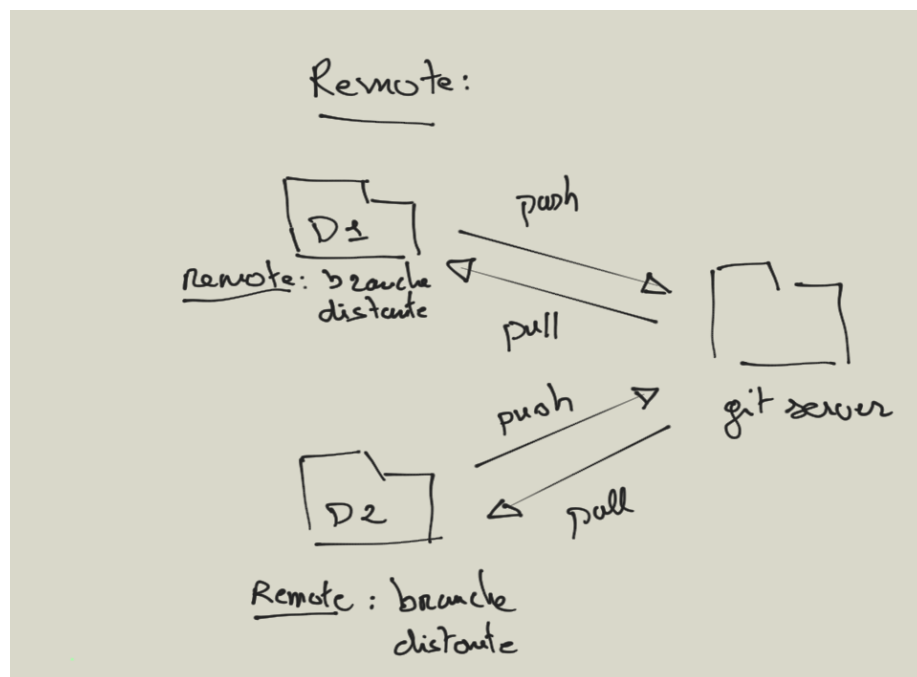 Remote:
D1
push
Remote: branche
distante
pull
git server
push
D2
pull
Remote : branche
distante